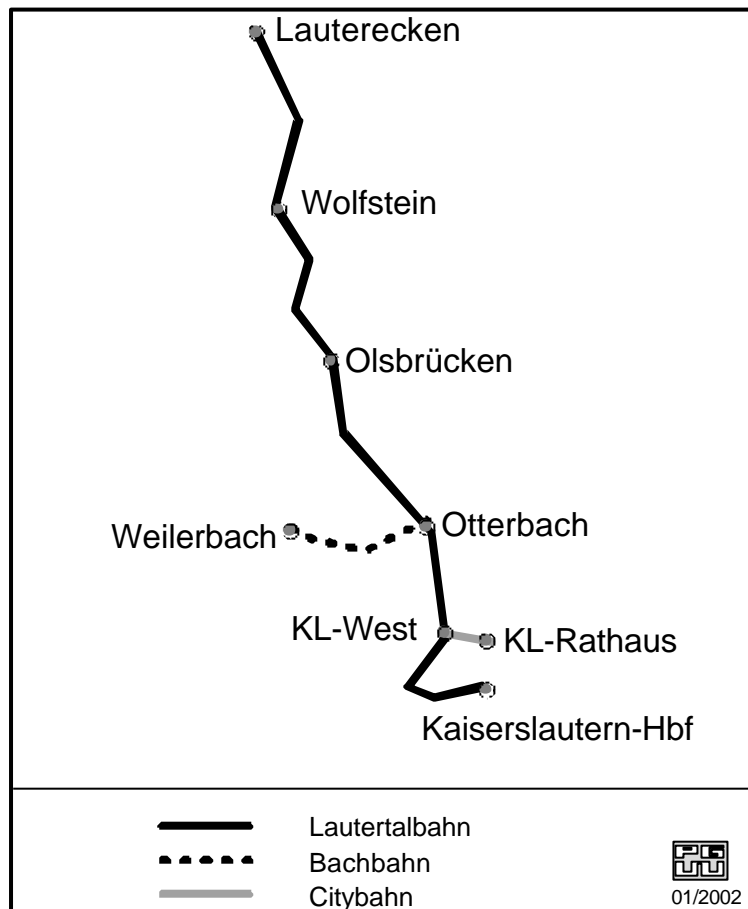 Lauterecken
Wolfstein
Olsbrücken
Otterbach
Weilerbach
KL-West
KL-Rathaus
Kaiserslautern-Hbf
Lautertalbahn
Bachbahn
Citybahn
01/2002